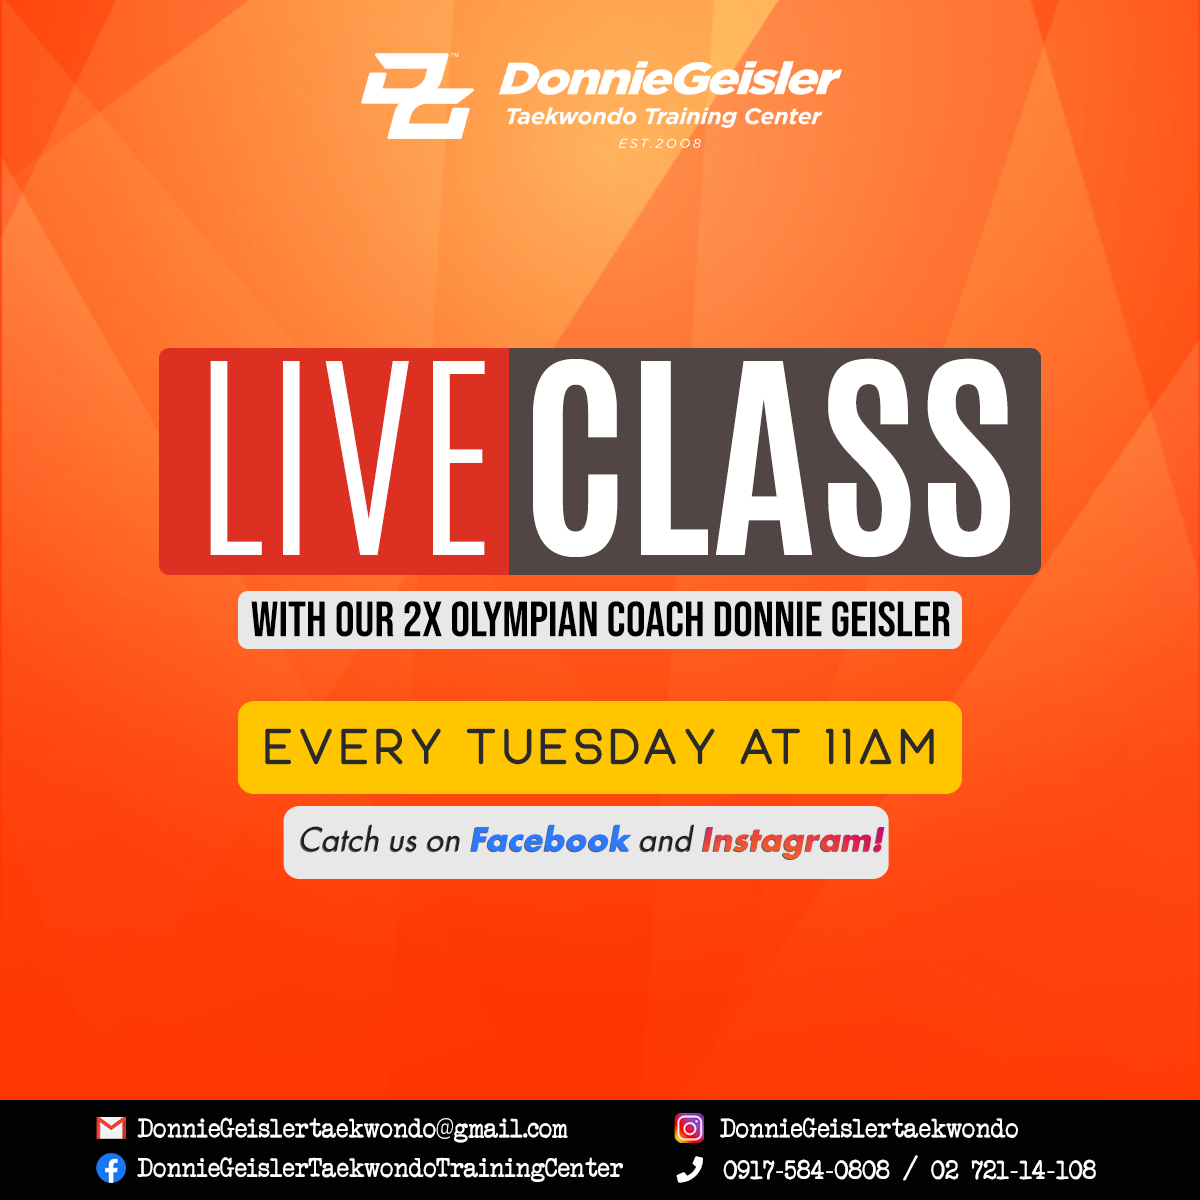 DG™
DonnieGeisler
Taekwondo Training Center
EST.2008
LIVE CLASS
WITH OUR 2X OLYMPIAN COACH DONNIE GEISLER
EVERY TUESDAY AT 11AM
Catch us on Facebook and Instagram!
DonnieGeislertaekwondo@gmail.com
DonnieGeislertaekwondo
DonnieGeislerTaekwondoTrainingCenter
0917-584-0808 / 02 721-14-108